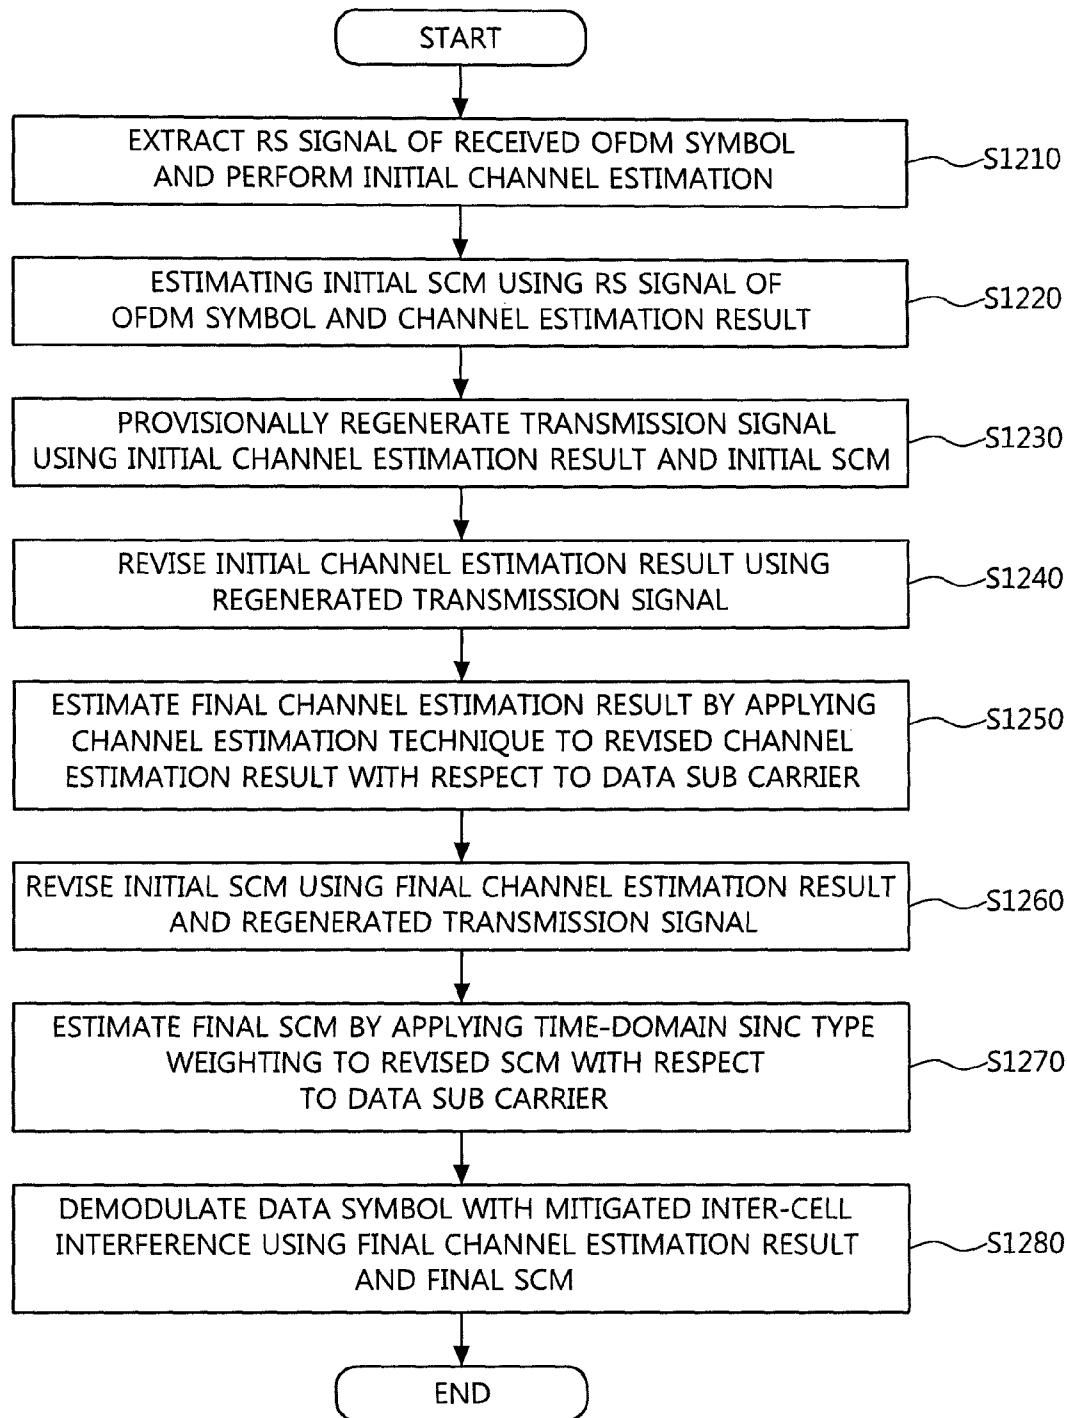 START
EXTRACT RS SIGNAL OF RECEIVED OFDM SYMBOL
AND PERFORM INITIAL CHANNEL ESTIMATION
S1210
ESTIMATING INITIAL SCM USING RS SIGNAL OF
OFDM SYMBOL AND CHANNEL ESTIMATION RESULT
S1220
PROVISIONALLY REGENERATE TRANSMISSION SIGNAL
USING INITIAL CHANNEL ESTIMATION RESULT AND INITIAL SCM
S1230
REVISE INITIAL CHANNEL ESTIMATION RESULT USING
REGENERATED TRANSMISSION SIGNAL
S1240
ESTIMATE FINAL CHANNEL ESTIMATION RESULT BY APPLYING
CHANNEL ESTIMATION TECHNIQUE TO REVISED CHANNEL
ESTIMATION RESULT WITH RESPECT TO DATA SUB CARRIER
S1250
REVISE INITIAL SCM USING FINAL CHANNEL ESTIMATION RESULT
AND REGENERATED TRANSMISSION SIGNAL
S1260
ESTIMATE FINAL SCM BY APPLYING TIME-DOMAIN SINC TYPE
WEIGHTING TO REVISED SCM WITH RESPECT
TO DATA SUB CARRIER
S1270
DEMODULATE DATA SYMBOL WITH MITIGATED INTER-CELL
INTERFERENCE USING FINAL CHANNEL ESTIMATION RESULT
AND FINAL SCM
S1280
END